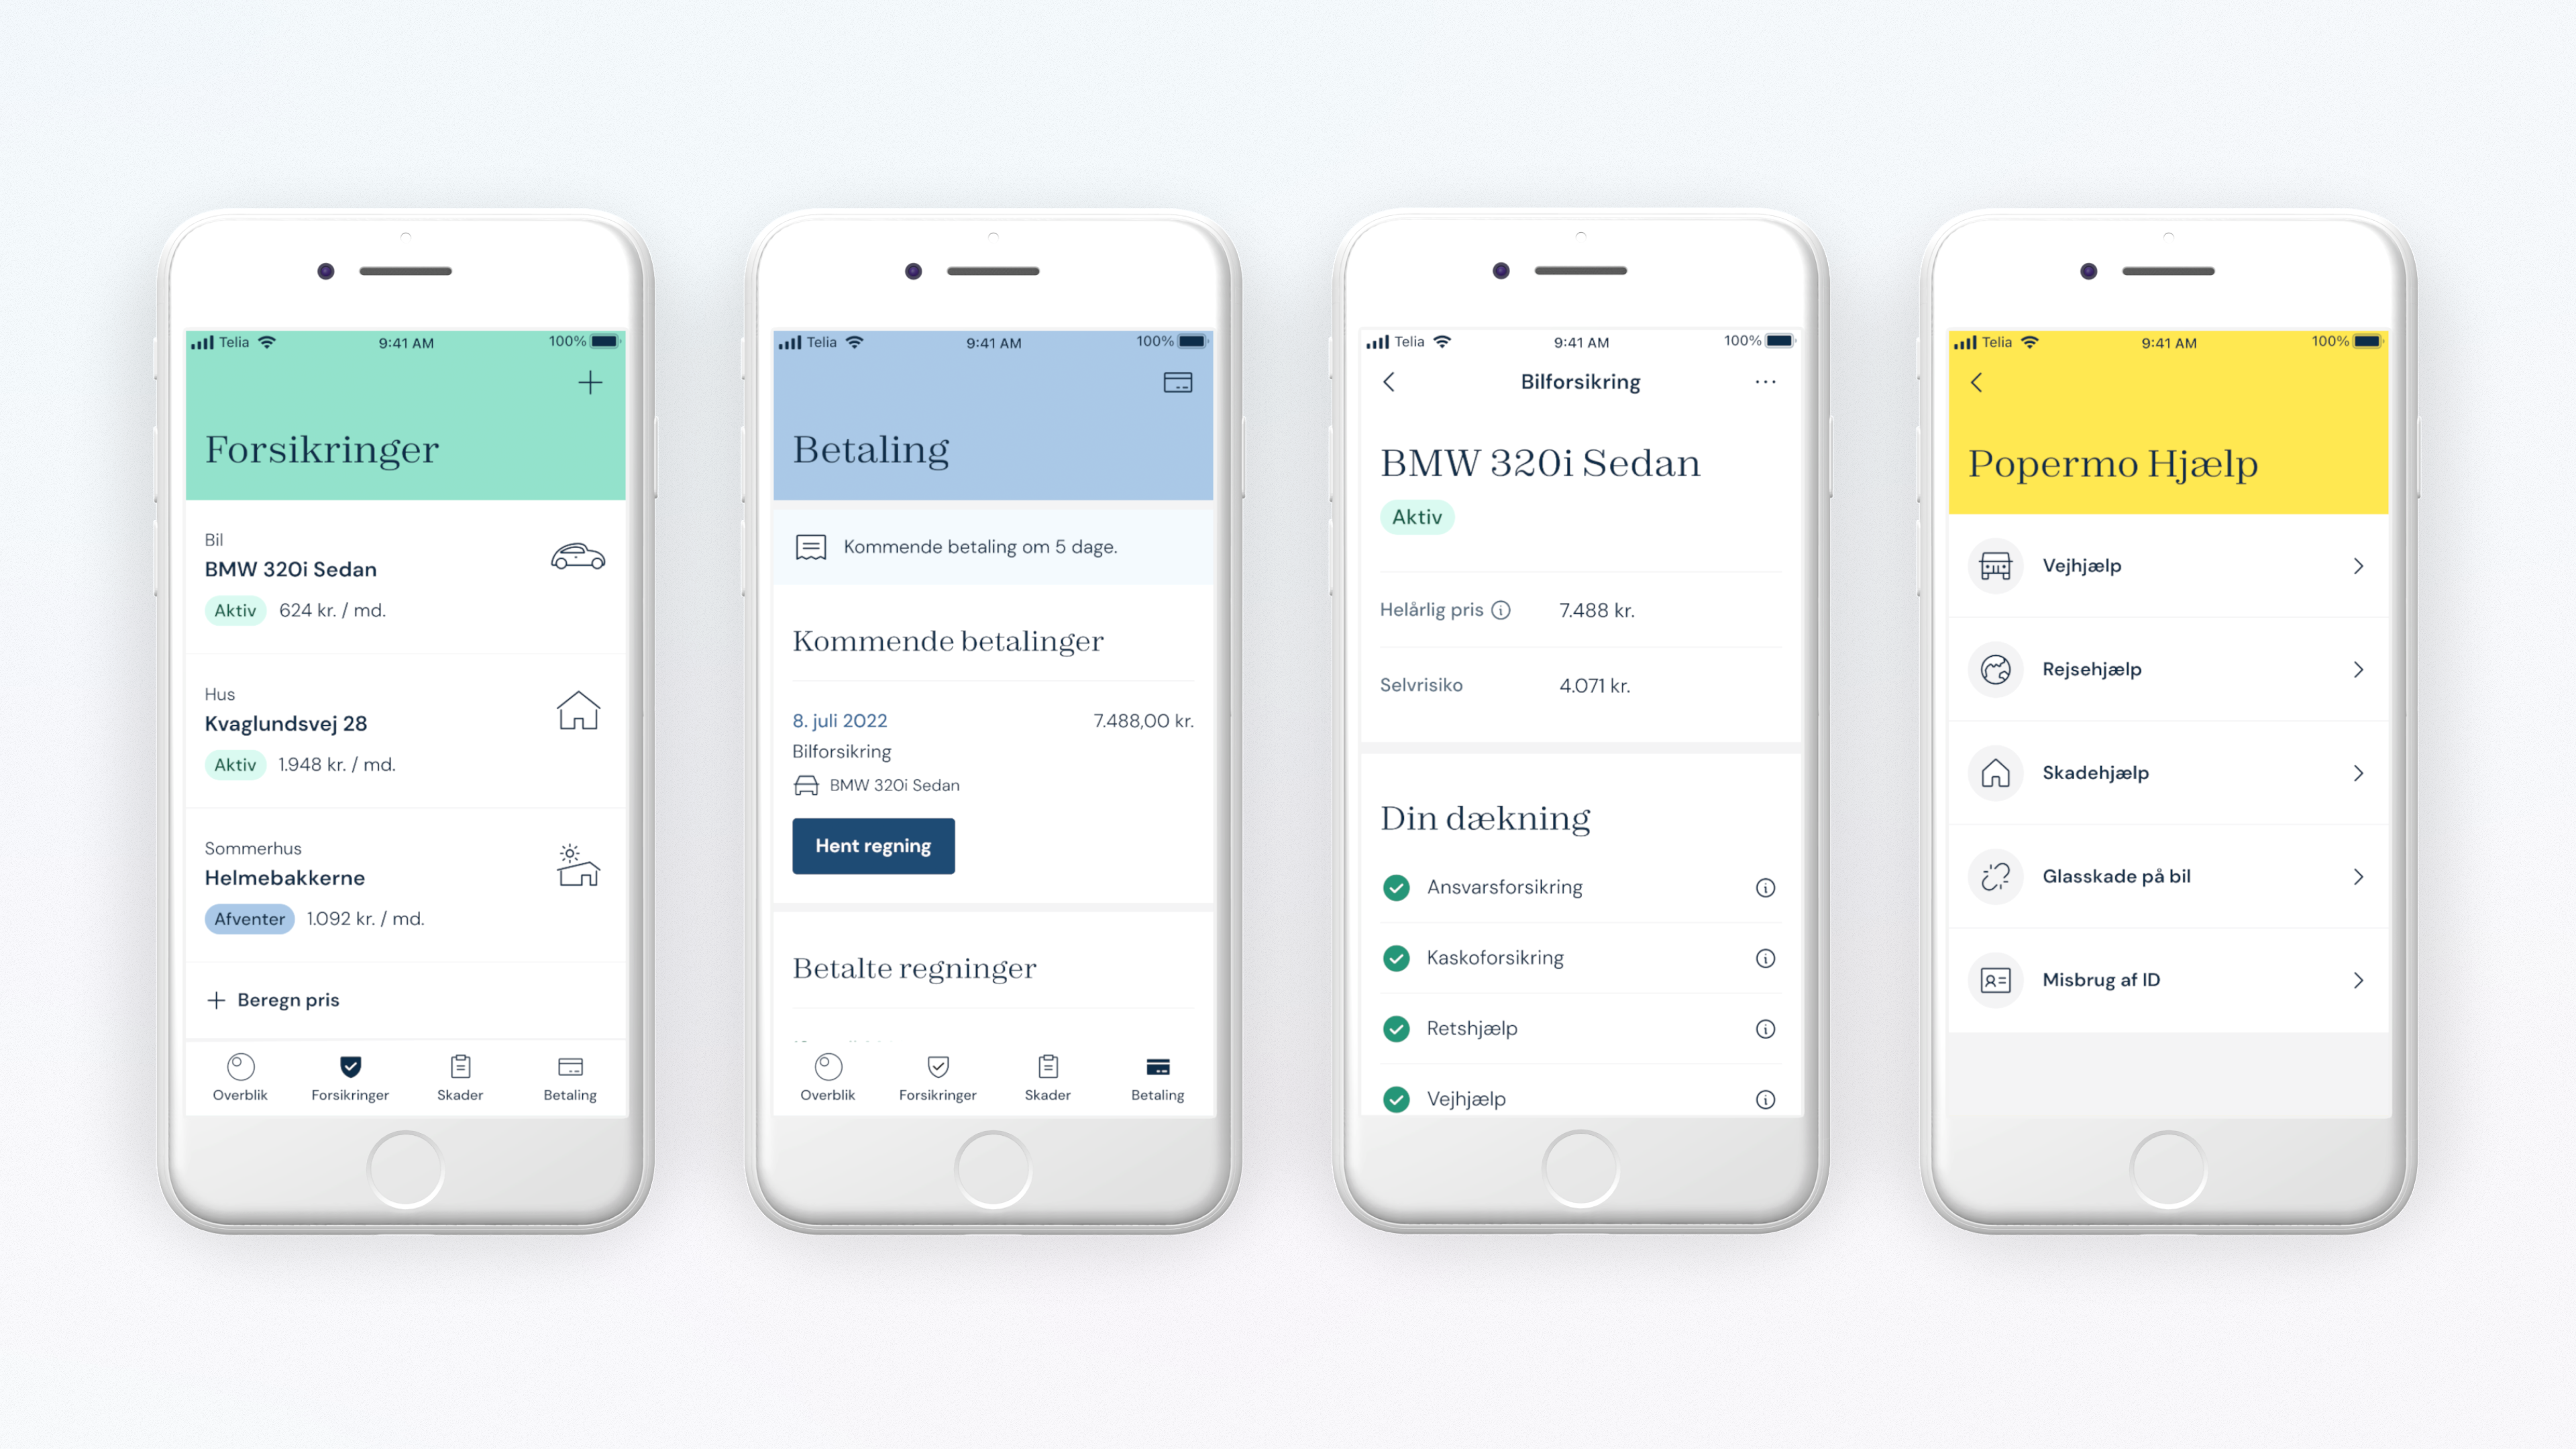 Telia
9:41 AM
100%
Forsikringer
Bil
BMW 320i Sedan
Aktiv 624 kr. / md.
Hus
Kvaglundsvej 28
Aktiv 1.948 kr. / md.
Sommerhus
Helmebakkerne
Afventer 1.092 kr. / md.
Beregn pris
Overblik Forsikringer Skader Betaling
Telia
9:41 AM
100%
Betaling
Kommende betaling om 5 dage.
Kommende betalinger
8. juli 2022 7.488,00 kr.
Bilforsikring
BMW 320i Sedan
Hent regning
Betalte regninger
Overblik Forsikringer Skader Betaling
Telia
9:41 AM
100%
Bilforsikring
BMW 320i Sedan
Aktiv
Helårlig pris 7.488 kr.
Selvrisiko 4.071 kr.
Din dækning
Ansvarsforsikring
Kaskoforsikring
Retshjælp
Vejhjælp
Telia
9:41 AM
100%
Popermo Hjælp
Vejhjælp
Rejsehjælp
Skadehjælp
Glasskade på bil
Misbrug af ID